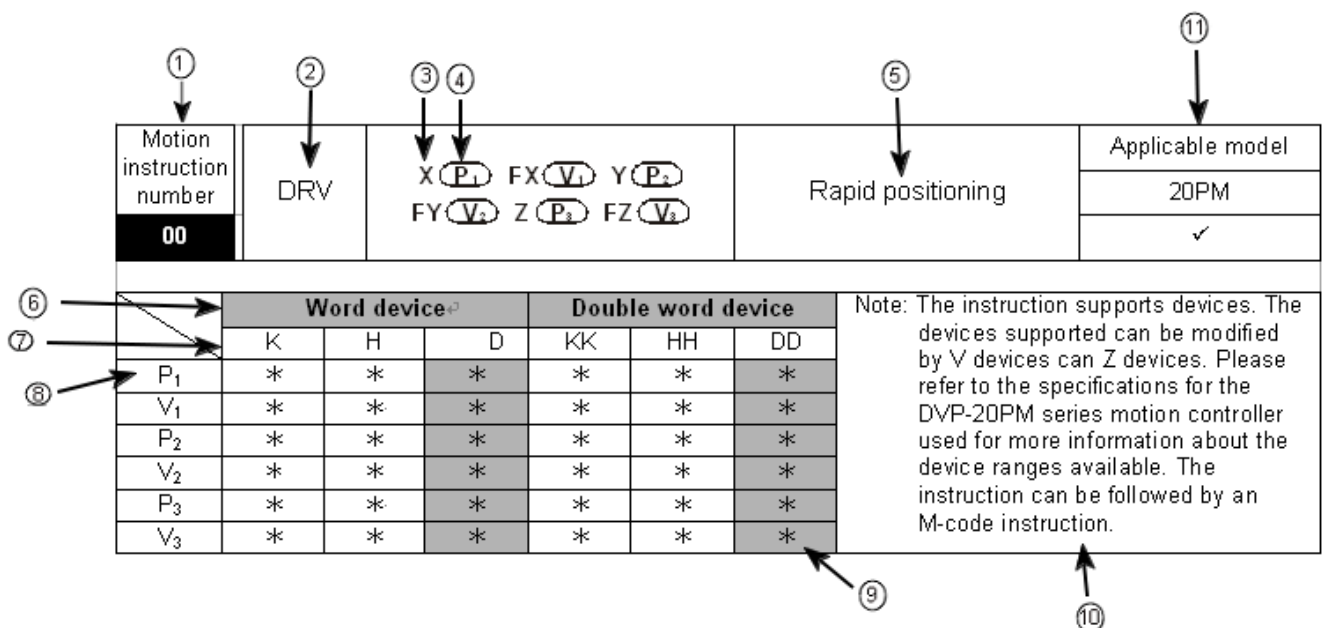 ⑪
① ② ③ ④ ⑤
Motion
instruction
number
00
DRV
X P₁ FX V₁ Y P₂
FY V₂ Z P₃ FZ V₃
Rapid positioning
Applicable model
20PM
✓
⑥ Word device↵ Double word device
⑦ K H D KK HH DD
⑧ P₁ * * * * * *
V₁ * * * * * *
P₂ * * * * * *
V₂ * * * * * *
P₃ * * * * * *
V₃ * * * * * *
Note: The instruction supports devices. The
devices supported can be modified
by V devices can Z devices. Please
refer to the specifications for the
DVP-20PM series motion controller
used for more information about the
device ranges available. The
instruction can be followed by an
M-code instruction.
⑨
⑩